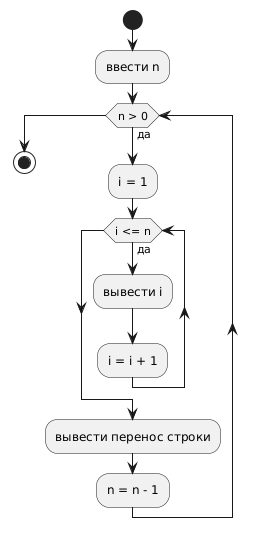 ввести n
n > 0
да
i = 1
i <= n
да
вывести i
i = i + 1
вывести перенос строки
n = n - 1